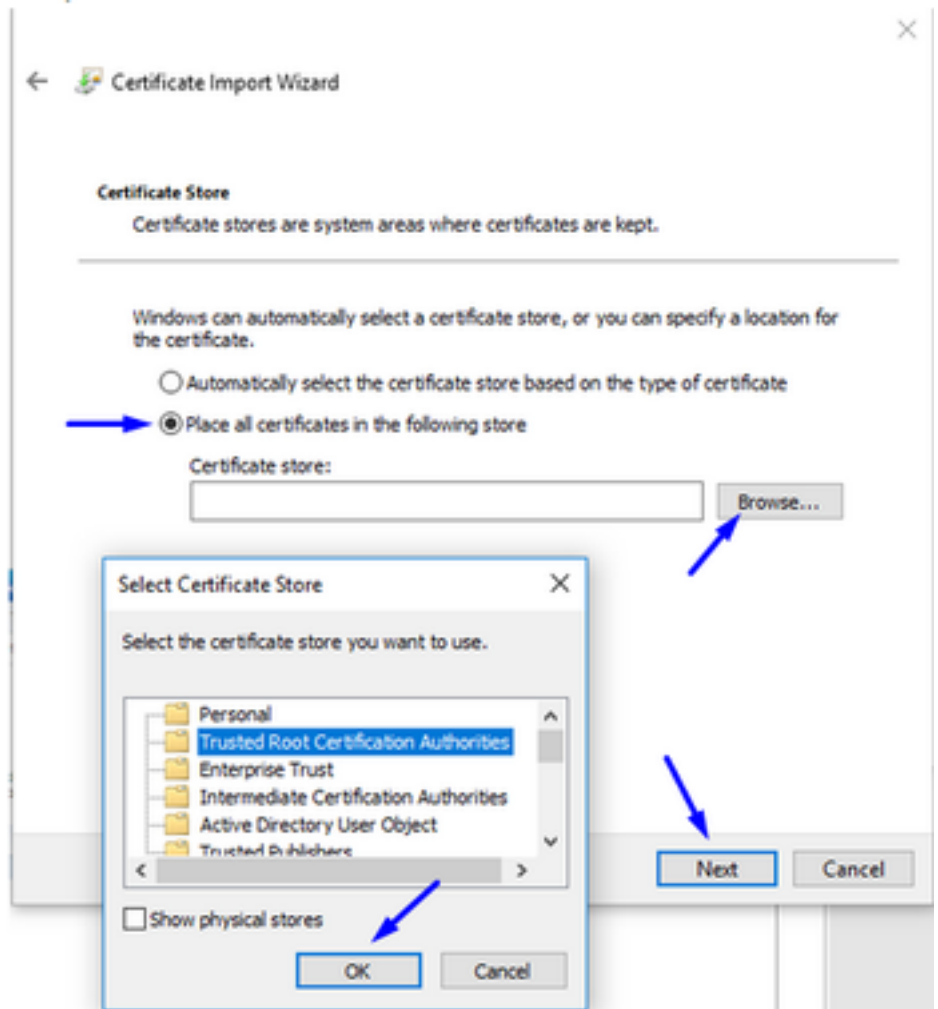 Certificate Import Wizard
Certificate Store
Certificate stores are system areas where certificates are kept.
Windows can automatically select a certificate store, or you can specify a location for
the certificate.
Automatically select the certificate store based on the type of certificate
Place all certificates in the following store
Certificate store:
Browse...
Select Certificate Store
Select the certificate store you want to use.
Personal
Trusted Root Certification Authorities
Enterprise Trust
Intermediate Certification Authorities
Active Directory User Object
Trusted Publishers
Show physical stores
OK Cancel
Next Cancel